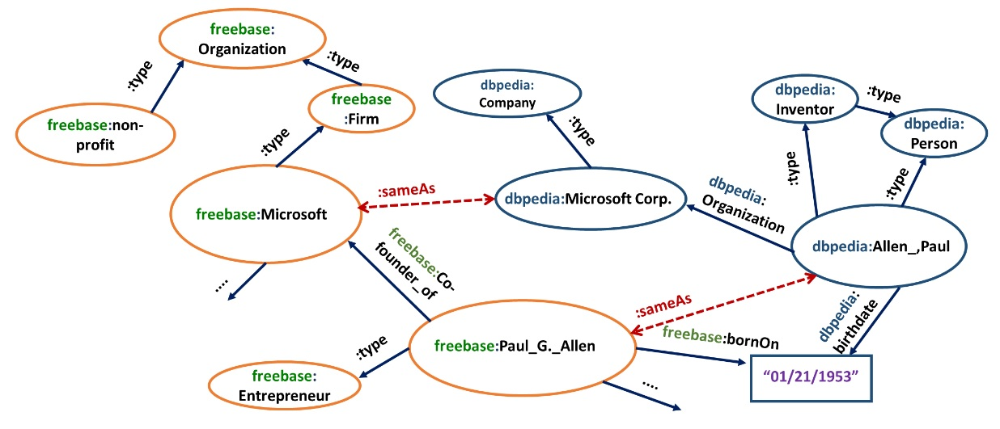 freebase:
Organization
:type
:type
freebase:non-
profit
freebase
:Firm
dbpedia:
Company
dbpedia:
Inventor
:type
dbpedia:
Person
:type
:type
:type
:type
freebase:Microsoft
:sameAs
dbpedia:Microsoft Corp.
dbpedia:
Organization
dbpedia:Allen_,Paul
freebase:Co-
founder_of
....
:sameAs
dbpedia:
birthdate
freebase:bornOn
freebase:Paul_G._Allen
:type
freebase:
Entrepreneur
....
“01/21/1953”